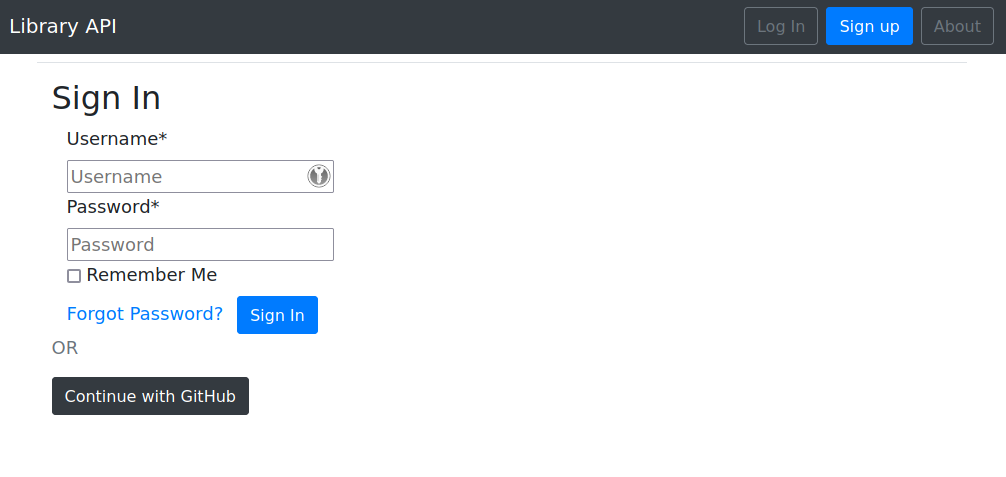 Library API Log In Sign up About
Sign In
Username*
Username
Password*
Password
Remember Me
Forgot Password? Sign In
OR
Continue with GitHub